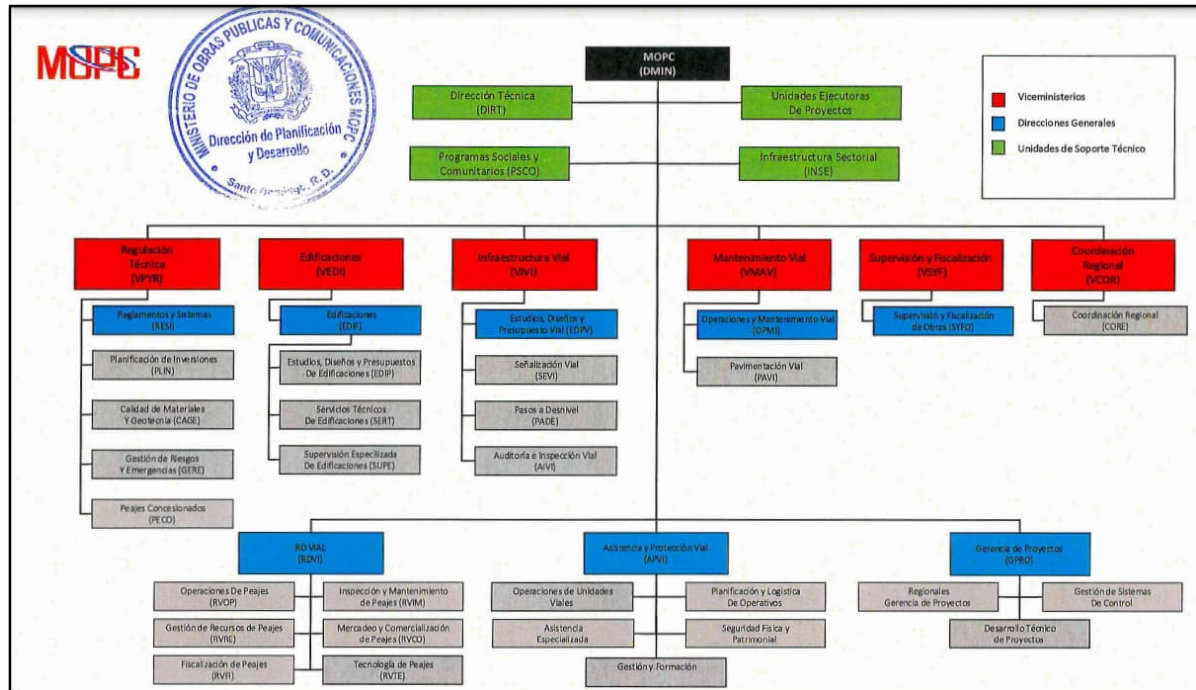 MOPC
MINISTERIO DE OBRAS PUBLICAS Y COMUNICACIONES MOPC
Dirección de Planificación
y Desarrollo
Santo Domingo, R. D.
MOPC
(DMIN)
Viceministerios
Direcciones Generales
Unidades de Soporte Técnico
Dirección Técnica
(DIRT)
Unidades Ejecutoras
De Proyectos
Programas Sociales y
Comunitarios (PSCO)
Infraestructura Sectorial
(INSE)
Regulación
Técnica
(VPYR)
Edificaciones
(VEDI)
Infraestructura Vial
(VIVI)
Mantenimiento Vial
(VMAV)
Supervisión y Fiscalización
(VSYF)
Coordinación
Regional
(VCOR)
Reglamentos y Sistemas
(RESI)
Planificación de Inversiones
(PLIN)
Calidad de Materiales
Y Geotecnia (CAGE)
Gestión de Riesgos
Y Emergencias (GERE)
Peajes Concesionados
(PECO)
Edificaciones
(EDIF)
Estudios, Diseños y Presupuestos
De Edificaciones (EDIP)
Servicios Técnicos
De Edificaciones (SERT)
Supervisión Especilizada
De Edificaciones (SUPE)
Estudios, Diseños y
Presupuesto Vial (EDPV)
Señalización Vial
(SEVI)
Pasos a Desnivel
(PADE)
Auditoría e Inspección Vial
(AIVI)
Operaciones y Mantenimiento Vial
(OPMI)
Pavimentación Vial
(PAVI)
Supervisión y Fiscalización
de Obras (SYFO)
Coordinación Regional
(CORE)
RD VIAL
(RDVI)
Operaciones De Peajes
(RVOP)
Inspección y Mantenimiento
de Peajes (RVIM)
Gestión de Recursos de Peajes
(RVRE)
Mercadeo y Comercialización
de Peajes (RVCO)
Fiscalización de Peajes
(RVFI)
Tecnología de Peajes
(RVTE)
Asistencia y Protección Vial
(APVI)
Operaciones de Unidades
Viales
Planificación y Logística
De Operativos
Asistencia
Especializada
Seguridad Física y
Patrimonial
Gestión y Formación
Gerencia de Proyectos
(GPRO)
Regionales
Gerencia de Proyectos
Gestión de Sistemas
De Control
Desarrollo Técnico
de Proyectos